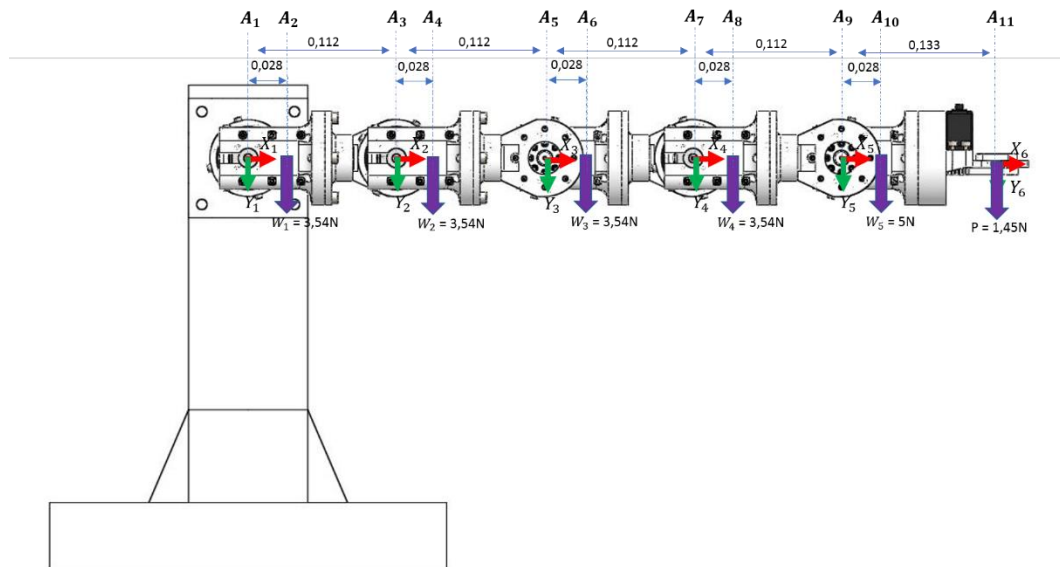 A₁ A₂ A₃ A₄ A₅ A₆ A₇ A₈ A₉ A₁₀ A₁₁
0,112 0,112 0,112 0,112 0,133
0,028 0,028 0,028 0,028 0,028
X₁ X₂ X₃ X₄ X₅ X₆
Y₁ Y₂ Y₃ Y₄ Y₅ Y₆
W₁ = 3,54N W₂ = 3,54N W₃ = 3,54N W₄ = 3,54N W₅ = 5N P = 1,45N